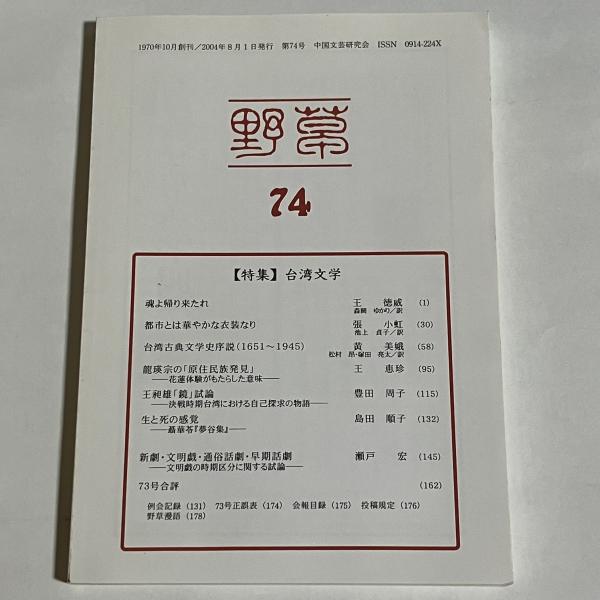 1970年10月創刊/2004年8月1日発行 第74号 中国文芸研究会 ISSN 0914-224X
野草
74
【特集】台湾文学
魂よ帰り来たれ 王 徳威 (1)
森岡 ゆかり/訳
都市とは華やかな衣装なり 張 小虹 (30)
池上 貞子/訳
台湾古典文学史序説(1651~1945) 黄 美娥 (58)
松村 昂・塚田 亮太/訳
龍瑛宗の「原住民族発見」 王 恵珍 (95)
――花蓮体験がもたらした意味――
王昶雄「鏡」試論 豊田 周子 (115)
――決戦時期台湾における自己探求の物語――
生と死の感覚 島田 順子 (132)
――聶華苓『夢谷集』――
新劇・文明戯・通俗話劇・早期話劇 瀬戸 宏 (145)
――文明戯の時期区分に関する試論――
73号合評 (162)
例会記録(131) 73号正誤表(174) 会報目録(175) 投稿規定(176)
野草漫語(178)